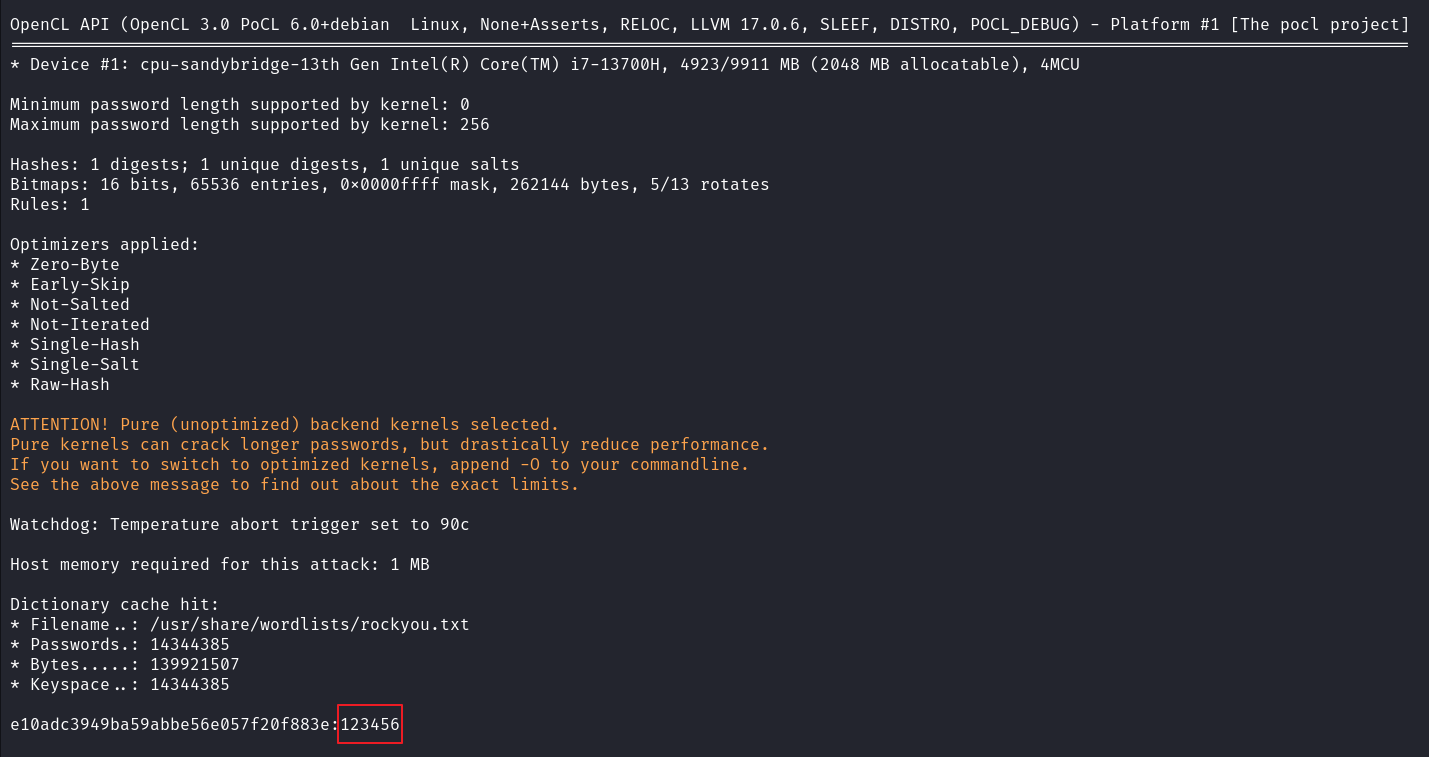 OpenCL API (OpenCL 3.0 PoCL 6.0+debian  Linux, None+Asserts, RELOC, LLVM 17.0.6, SLEEF, DISTRO, POCL_DEBUG) - Platform #1 [The pocl project]
* Device #1: cpu-sandybridge-13th Gen Intel(R) Core(TM) i7-13700H, 4923/9911 MB (2048 MB allocatable), 4MCU
Minimum password length supported by kernel: 0
Maximum password length supported by kernel: 256
Hashes: 1 digests; 1 unique digests, 1 unique salts
Bitmaps: 16 bits, 65536 entries, 0x0000ffff mask, 262144 bytes, 5/13 rotates
Rules: 1
Optimizers applied:
* Zero-Byte
* Early-Skip
* Not-Salted
* Not-Iterated
* Single-Hash
* Single-Salt
* Raw-Hash
ATTENTION! Pure (unoptimized) backend kernels selected.
Pure kernels can crack longer passwords, but drastically reduce performance.
If you want to switch to optimized kernels, append -O to your commandline.
See the above message to find out about the exact limits.
Watchdog: Temperature abort trigger set to 90c
Host memory required for this attack: 1 MB
Dictionary cache hit:
* Filename..: /usr/share/wordlists/rockyou.txt
* Passwords.: 14344385
* Bytes.....: 139921507
* Keyspace..: 14344385
e10adc3949ba59abbe56e057f20f883e:123456